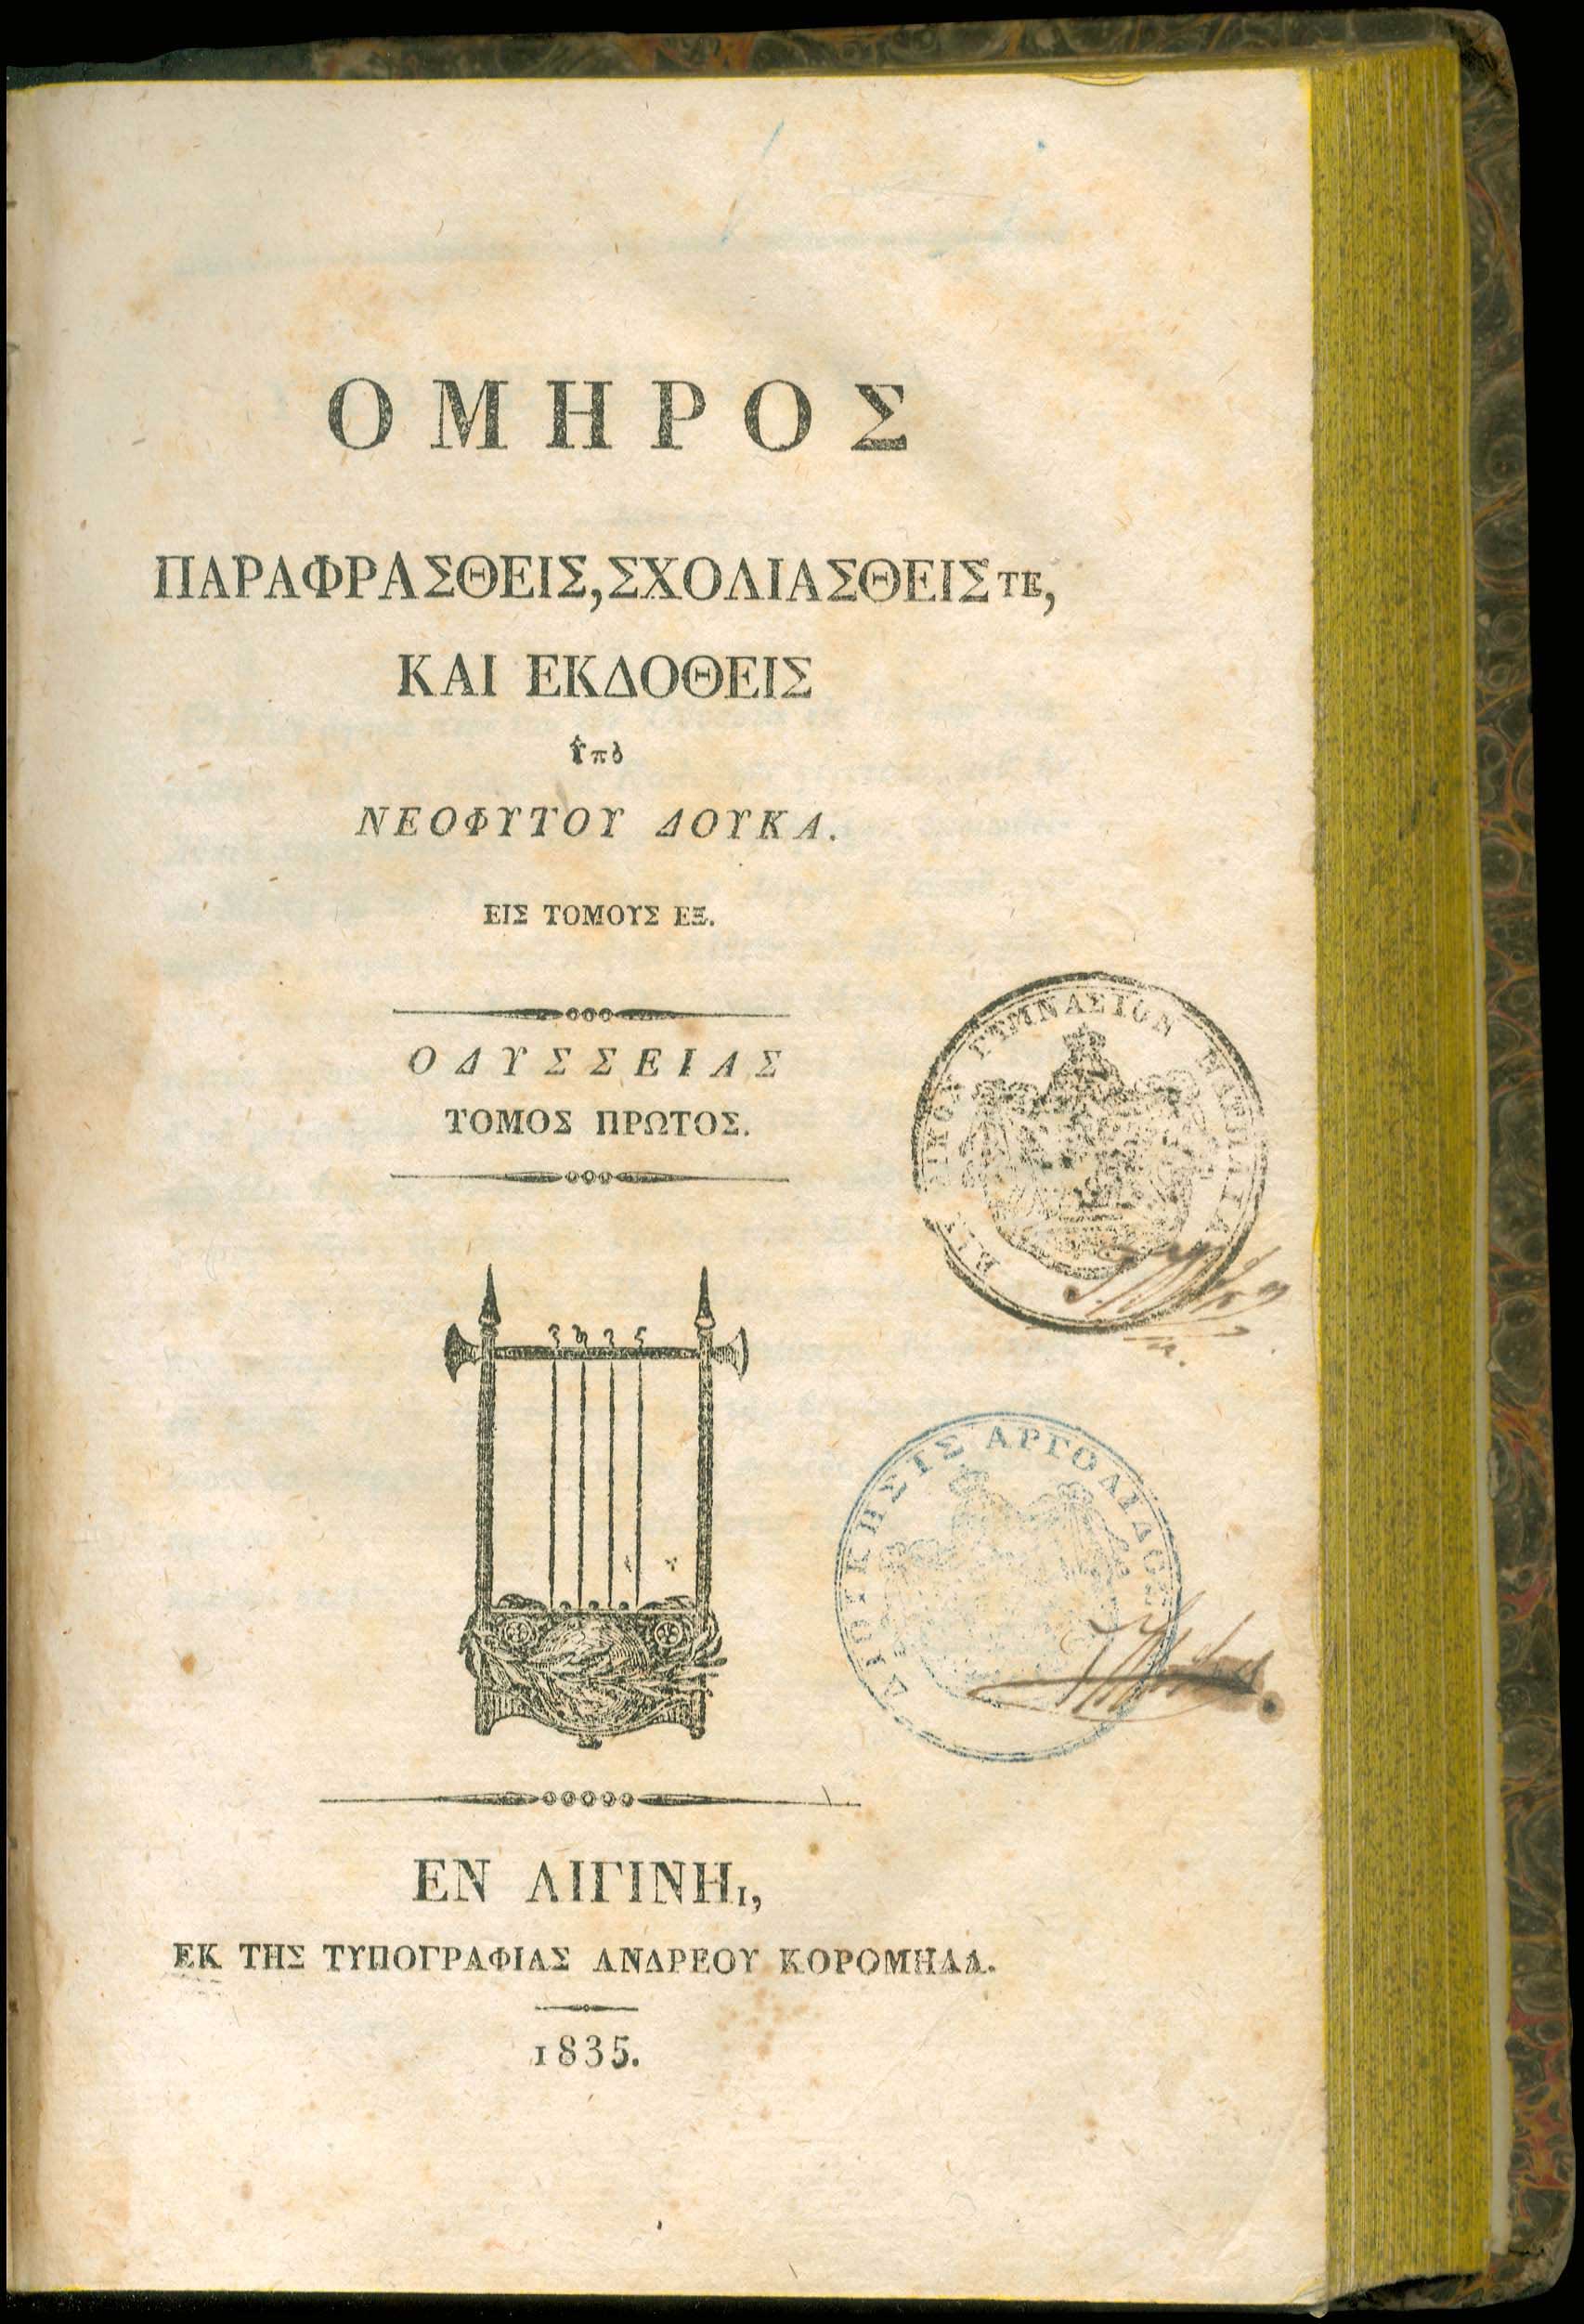 ΟΜΗΡΟΣ
ΠΑΡΑΦΡΑΣΘΕΙΣ, ΣΧΟΛΙΑΣΘΕΙΣ ΤΕ,
ΚΑΙ ΕΚΔΟΘΕΙΣ
ὑπὸ
ΝΕΟΦΥΤΟΥ ΔΟΥΚΑ.
ΕΙΣ ΤΟΜΟΥΣ ΕΞ.
ΟΔΥΣΣΕΙΑΣ
ΤΟΜΟΣ ΠΡΩΤΟΣ.
ΓΥΜΝΑΣΙΟΝ
ΔΙΟΙΚΗΣΙΣ ΑΡΓΟΛΙΔΟΣ
ΕΝ ΑΙΓΙΝΗι,
ΕΚ ΤΗΣ ΤΥΠΟΓΡΑΦΙΑΣ ΑΝΔΡΕΟΥ ΚΟΡΟΜΗΛΑ.
1835.